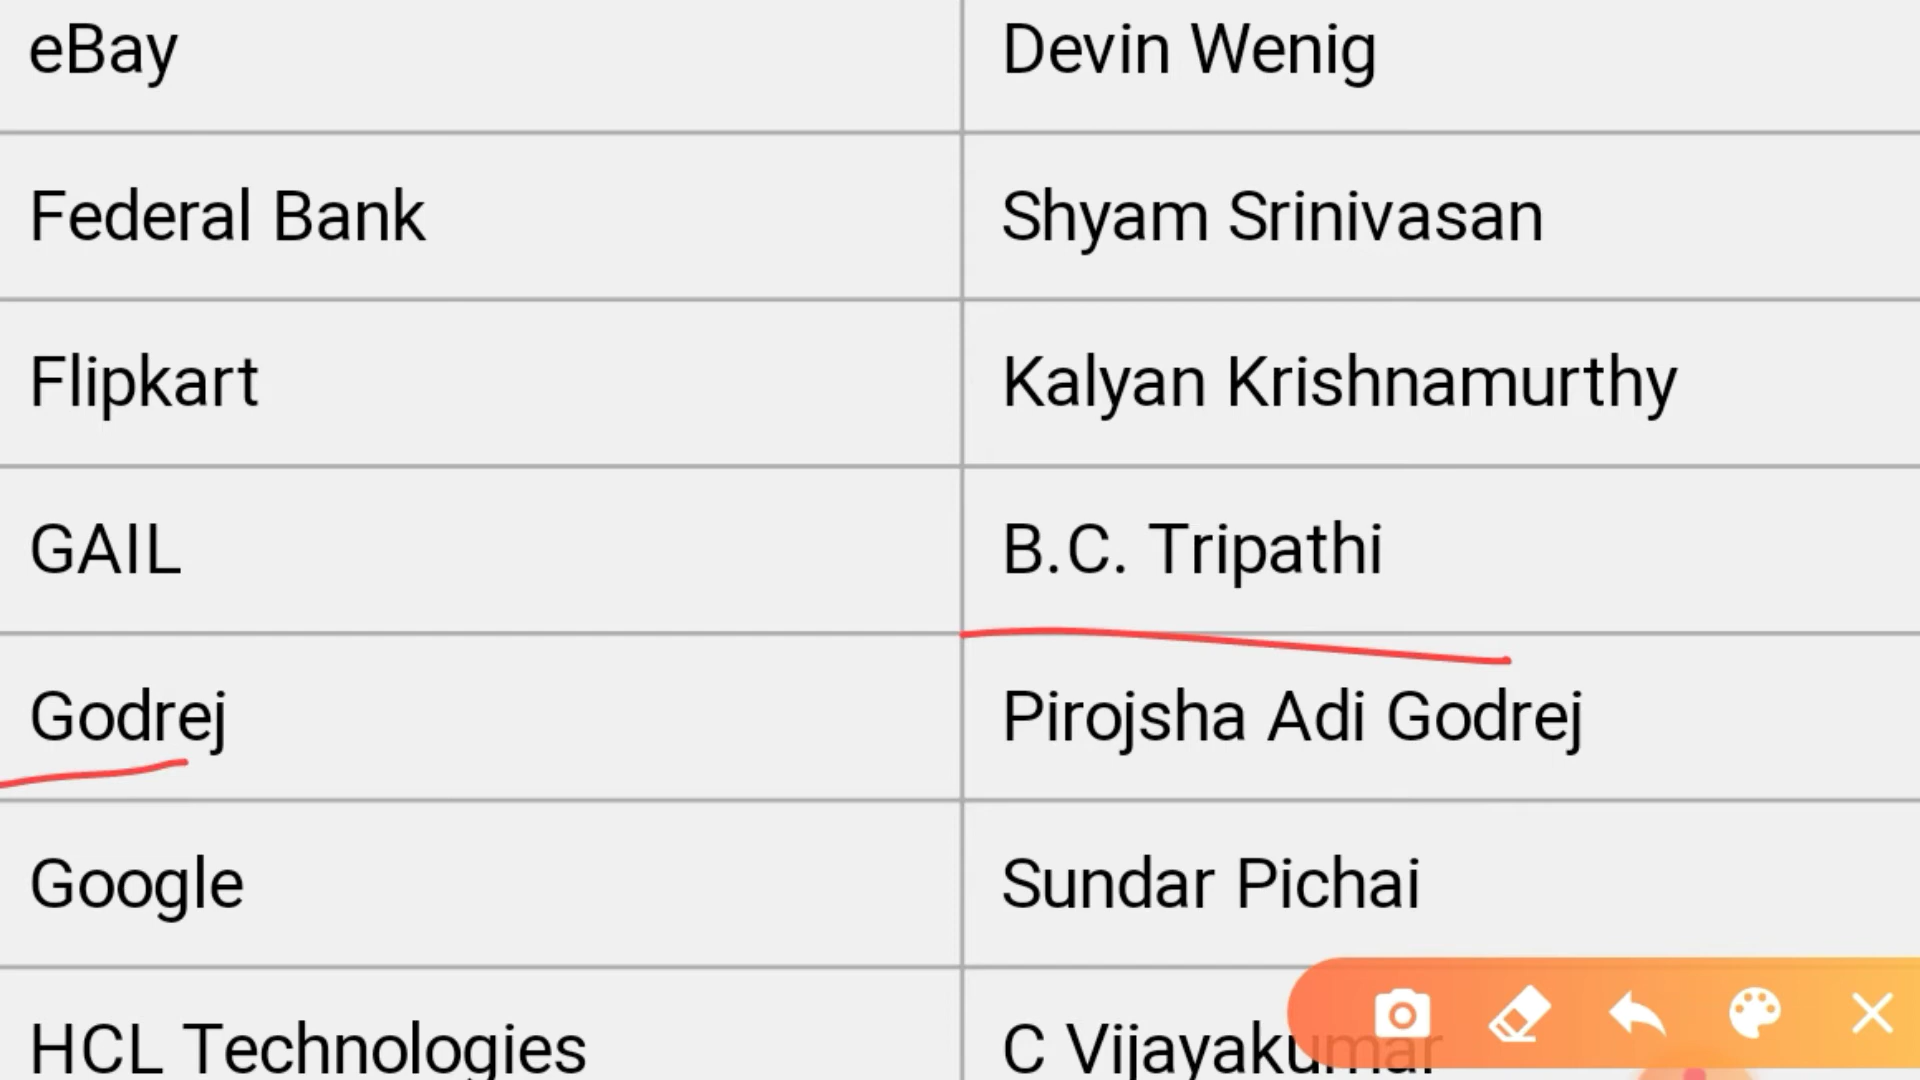 eBay Devin Wenig
Federal Bank Shyam Srinivasan
Flipkart Kalyan Krishnamurthy
GAIL B.C. Tripathi
Godrej Pirojsha Adi Godrej
Google Sundar Pichai
HCL Technologies C Vijayakumar